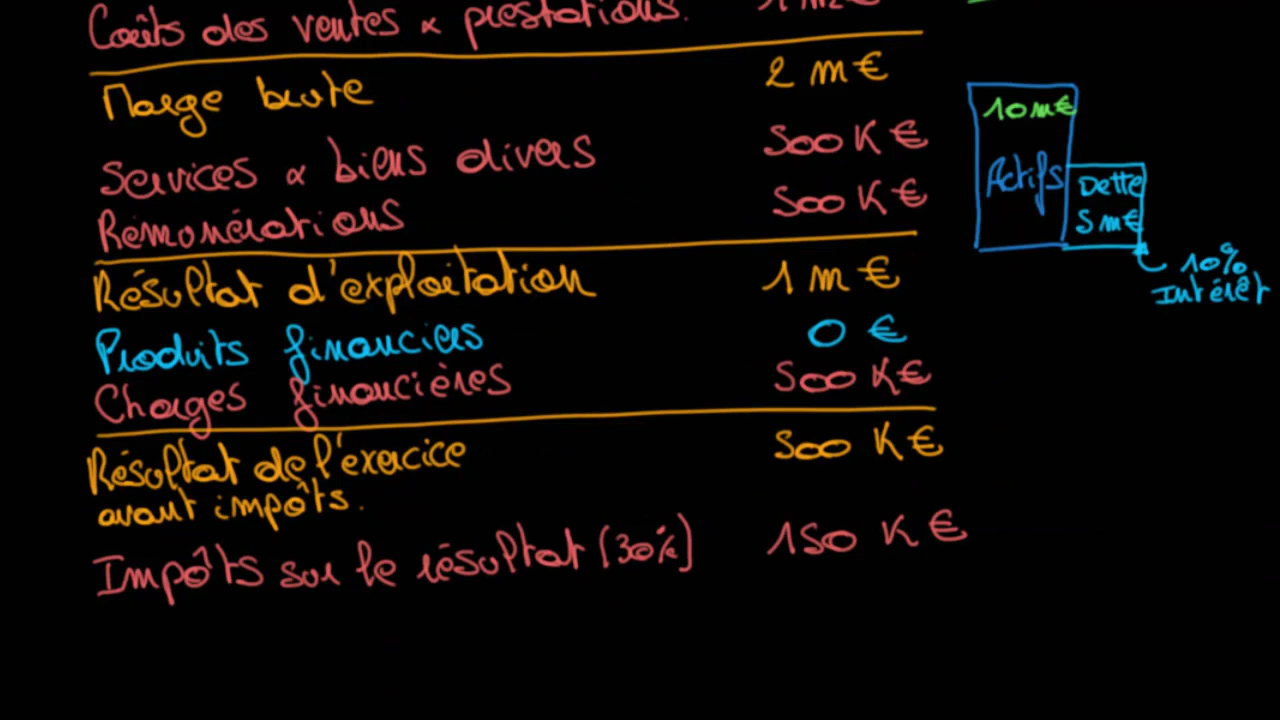 Coûts des ventes & prestations.
Marge brute 2 m€
Services & biens divers 500 K€
Rémunérations 500 K€
Résultat d'exploitation 1 m€
Produits financiers 0 €
Charges financières 500 K€
Résultat de l'exercice 500 K€
avant impôts.
Impôts sur le résultat (30%) 150 K€
10 m€
Actifs
Dette
5 m€
10%
Intérêt